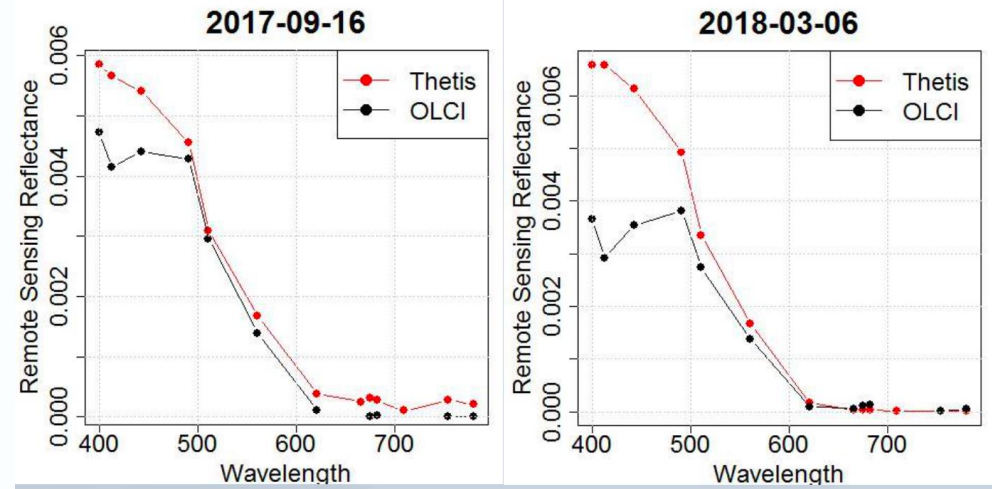 2017-09-16
Thetis
OLCI
Remote Sensing Reflectance
0.006
0.004
0.002
0.000
400
500
600
700
Wavelength
2018-03-06
Thetis
OLCI
Remote Sensing Reflectance
0.006
0.004
0.002
0.000
400
500
600
700
Wavelength